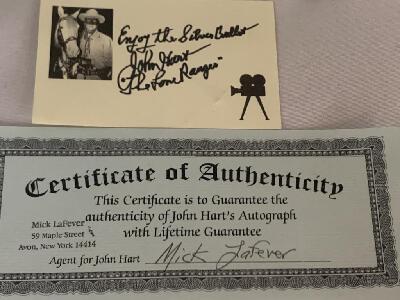 Enjoy the Silver Bullet
John Hart
"The Lone Ranger"
Certificate of Authenticity
This Certificate is to Guarantee the
authenticity of John Hart's Autograph
with Lifetime Guarantee
Mick LaFever
59 Maple Street
Avon, New York 14414
Agent for John Hart Mick LaFever